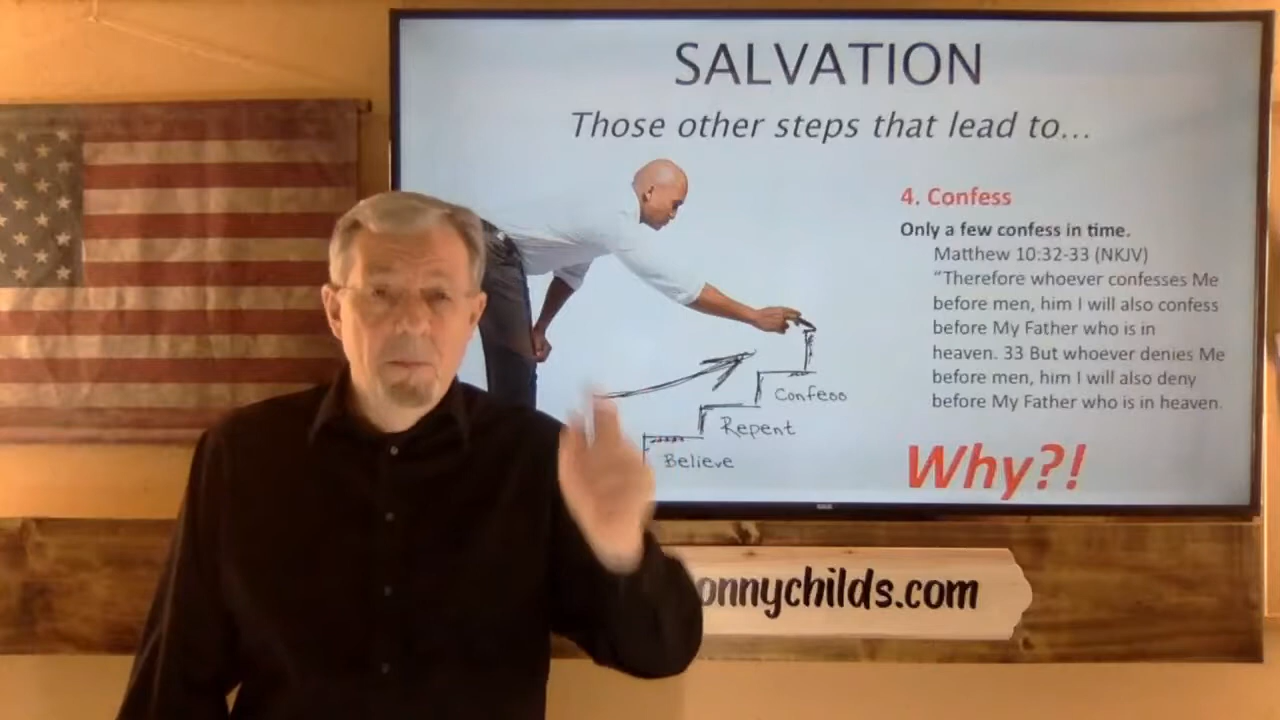 SALVATION
Those other steps that lead to...
4. Confess
Only a few confess in time.
Matthew 10:32-33 (NKJV)
“Therefore whoever confesses Me
before men, him I will also confess
before My Father who is in
heaven. 33 But whoever denies Me
before men, him I will also deny
before My Father who is in heaven.
Confess
Repent
Believe
Why?!
onnychilds.com